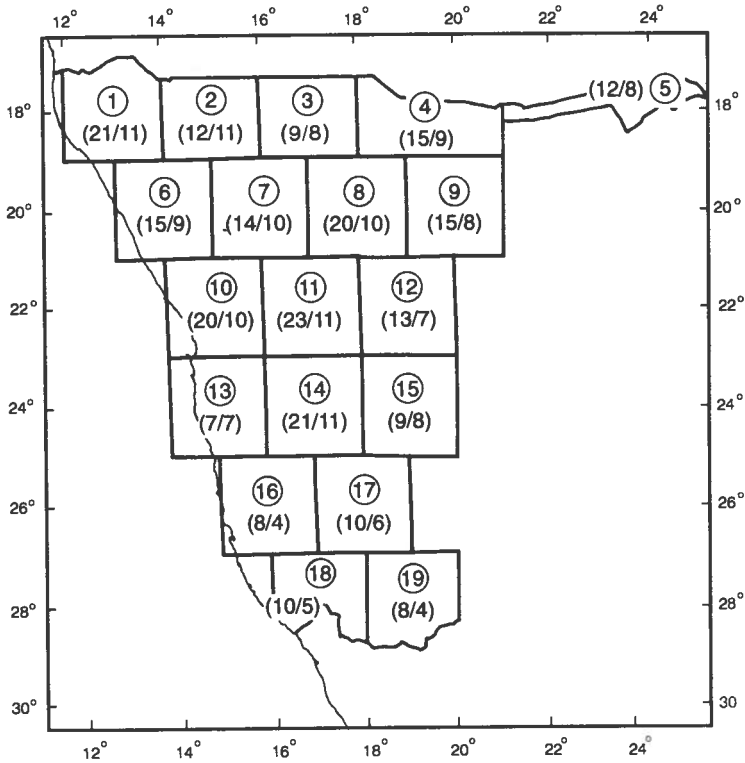 12° 14° 16° 18° 20° 22° 24°
(12/8) 5
18° 1 2 3 4 18°
(21/11) (12/11) (9/8) (15/9)
6 7 8 9
20° (15/9) (14/10) (20/10) (15/8) 20°
10 11 12
22° (20/10) (23/11) (13/7) 22°
13 14 15
24° (7/7) (21/11) (9/8) 24°
16 17
26° (8/4) (10/6) 26°
18 19
28° (10/5) (8/4) 28°
30° 30
12° 14° 16° 18° 20° 22° 24°